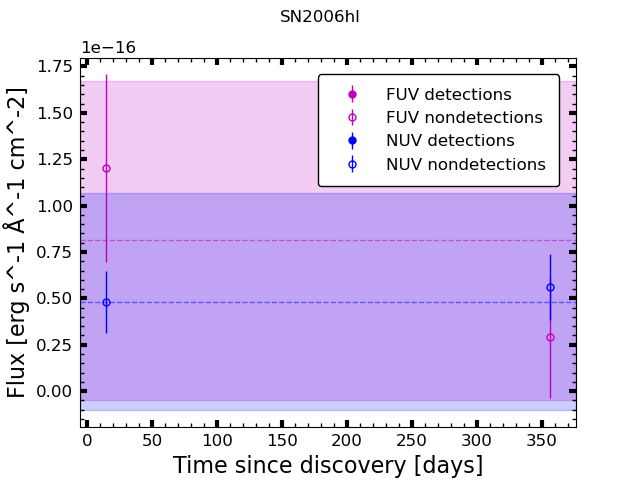 SN2006hl
1e−16
FUV detections
FUV nondetections
NUV detections
NUV nondetections
1.75
1.50
1.25
1.00
0.75
0.50
0.25
0.00
Flux [erg s^-1 Å^-1 cm^-2]
0 50 100 150 200 250 300 350
Time since discovery [days]